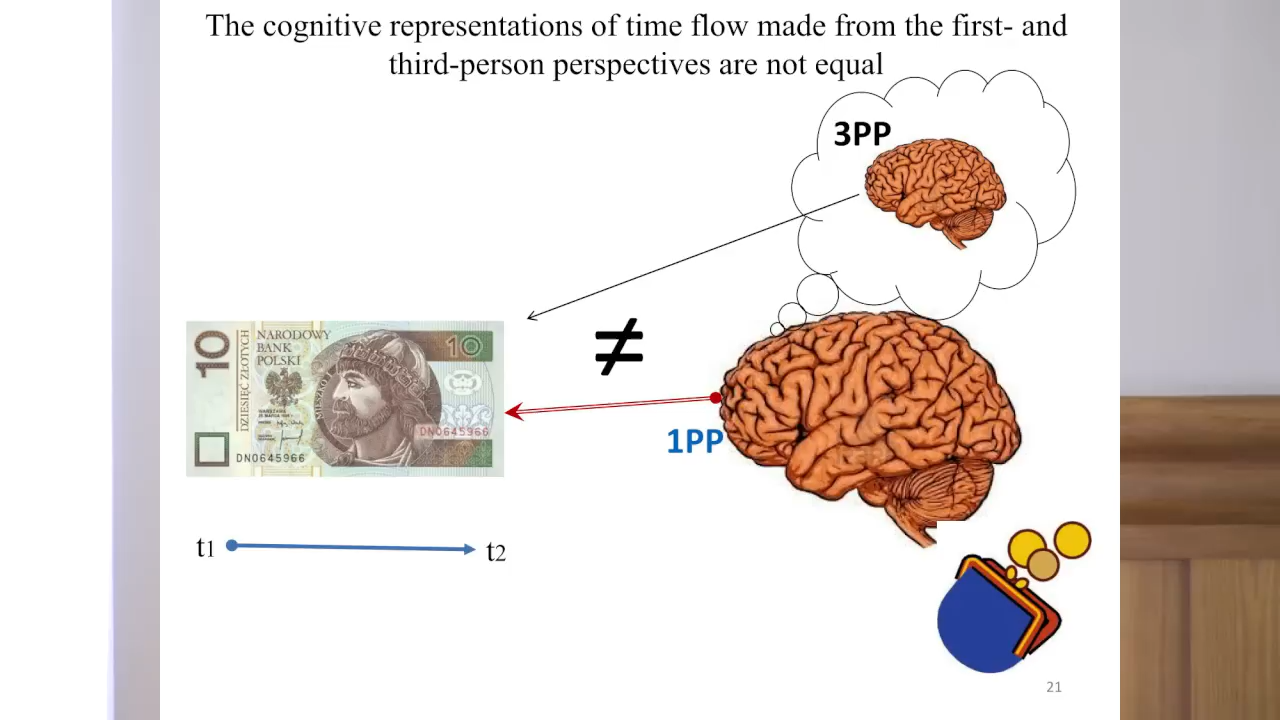 The cognitive representations of time flow made from the first- and
third-person perspectives are not equal
3PP
≠
1PP
10
DZIESIĘĆ ZŁOTYCH
NARODOWY
BANK
POLSKI
10
MIESZKO I
DN0645966
DN0645966
t1
t2
21